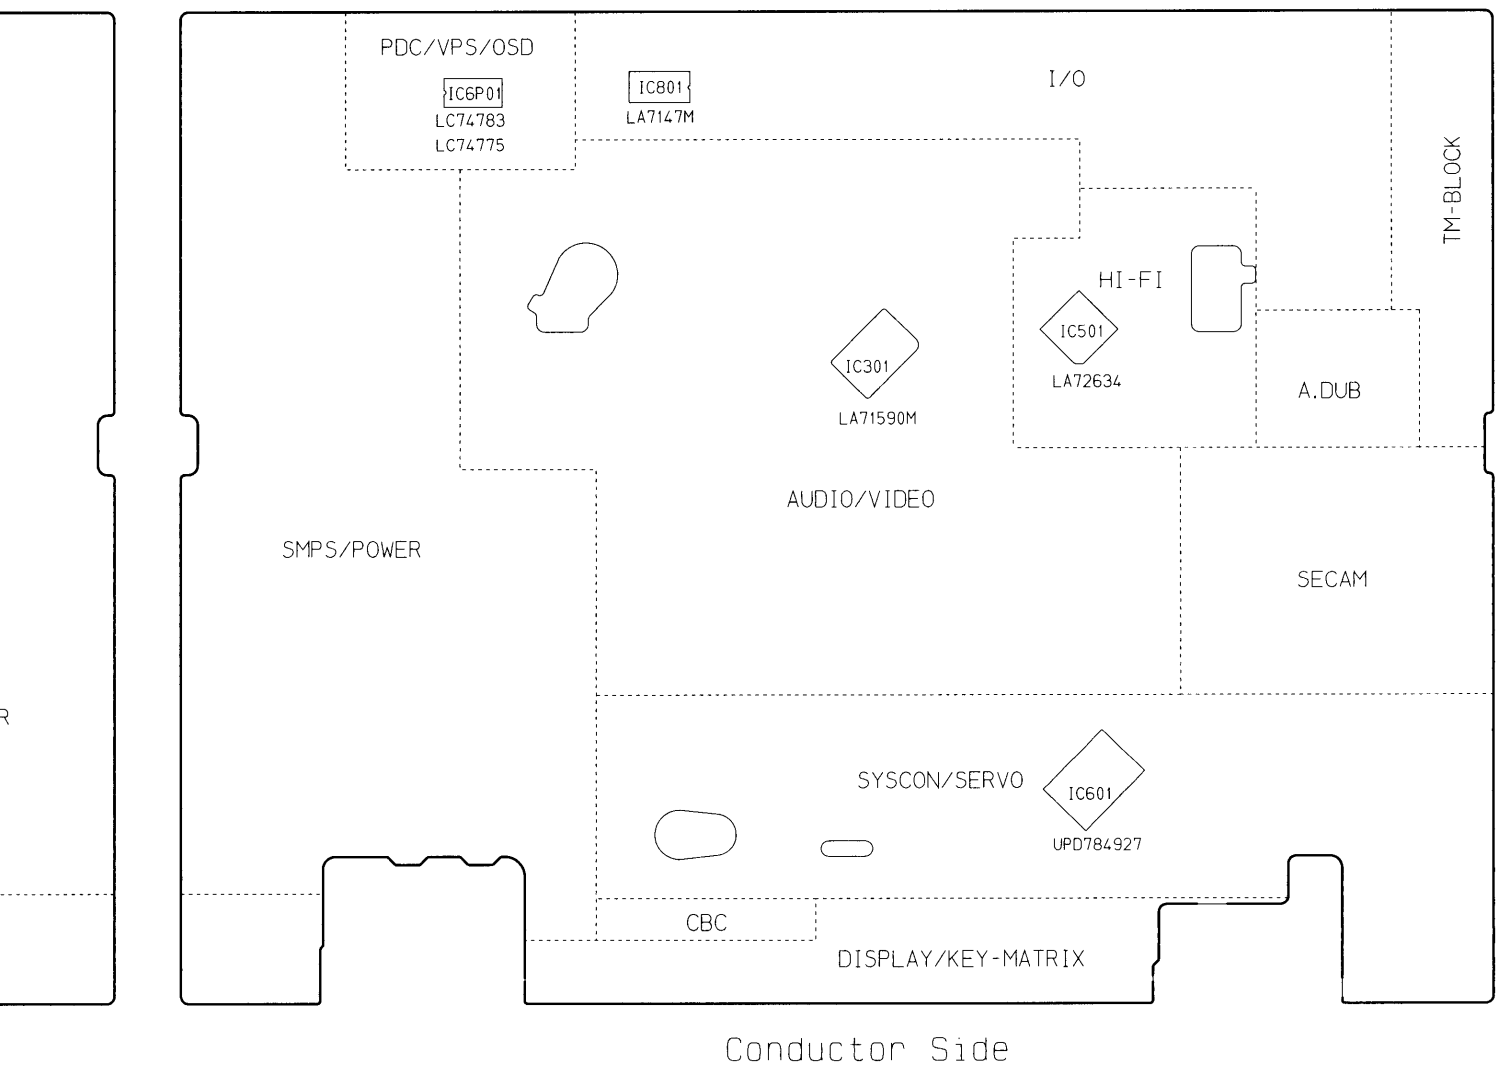 PDC/VPS/OSD
IC6P01
LC74783
LC74775
IC801
LA7147M
I/O
TM-BLOCK
HI-FI
IC501
LA72634
IC301
LA71590M
A.DUB
AUDIO/VIDEO
SMPS/POWER
SECAM
R
SYSCON/SERVO
IC601
UPD784927
CBC
DISPLAY/KEY-MATRIX
Conductor Side